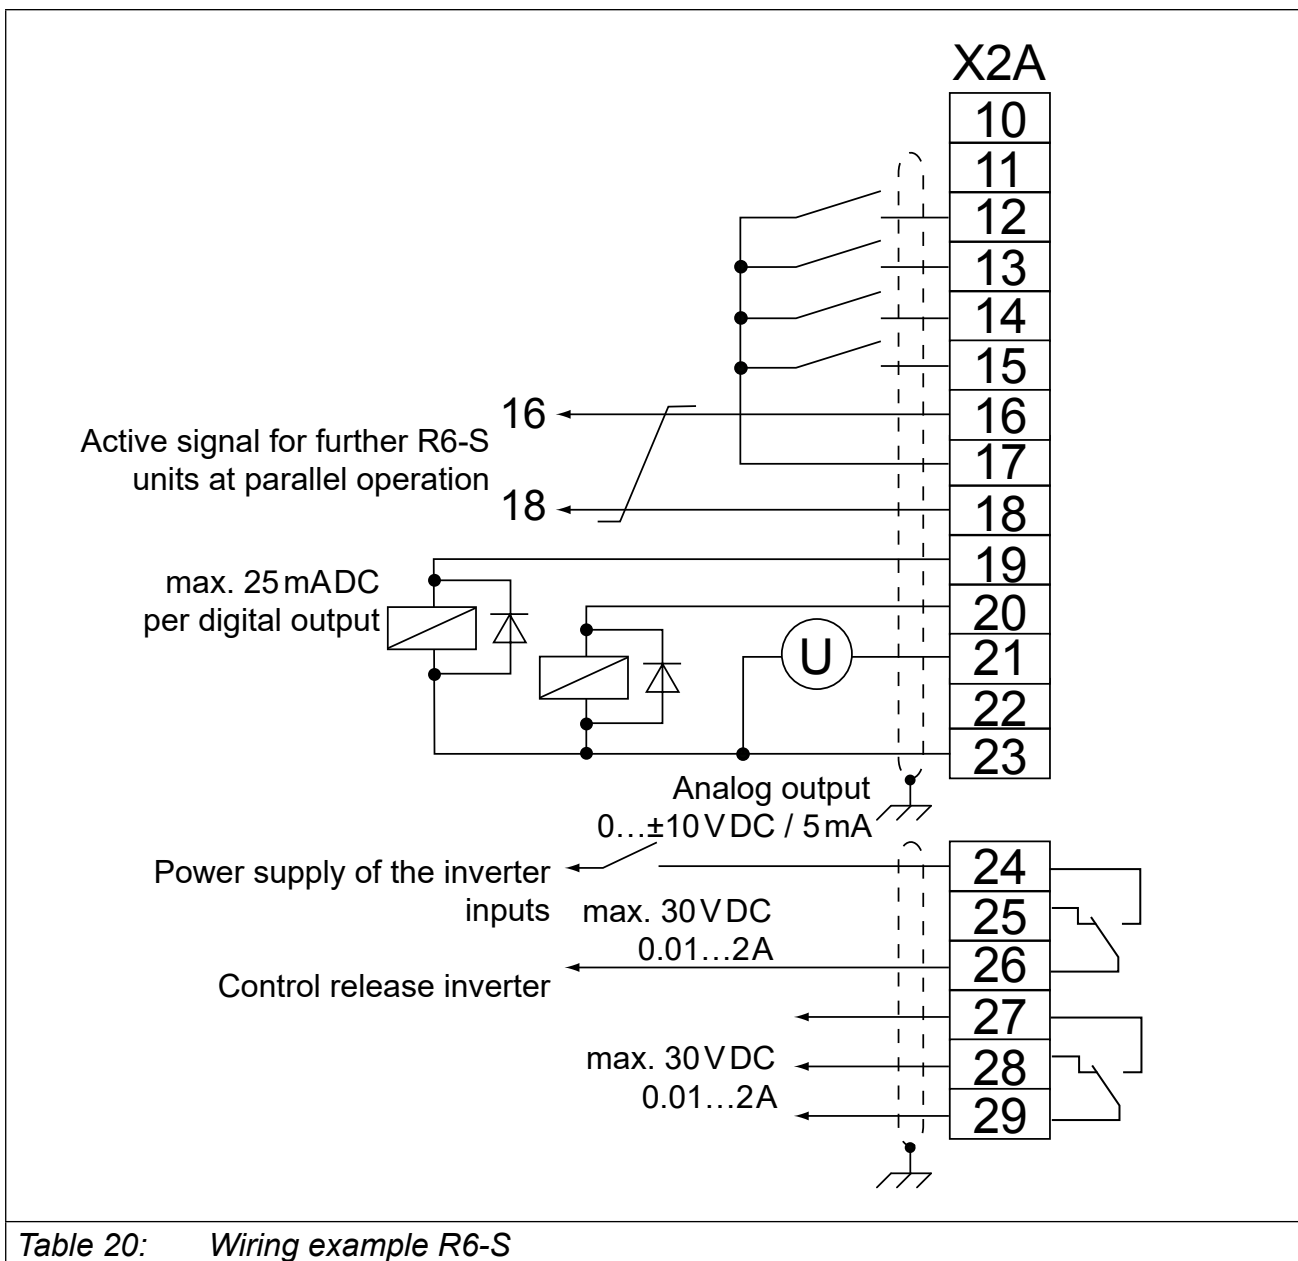 X2A
10
11
12
13
14
15
16
16
Active signal for further R6-S
units at parallel operation
17
18
18
19
max. 25 mA DC
per digital output
20
U
21
22
23
Analog output
0…±10 V DC / 5 mA
24
Power supply of the inverter
inputs
max. 30 V DC
0.01…2A
25
26
Control release inverter
27
max. 30 V DC
0.01…2A
28
29
Table 20: Wiring example R6-S